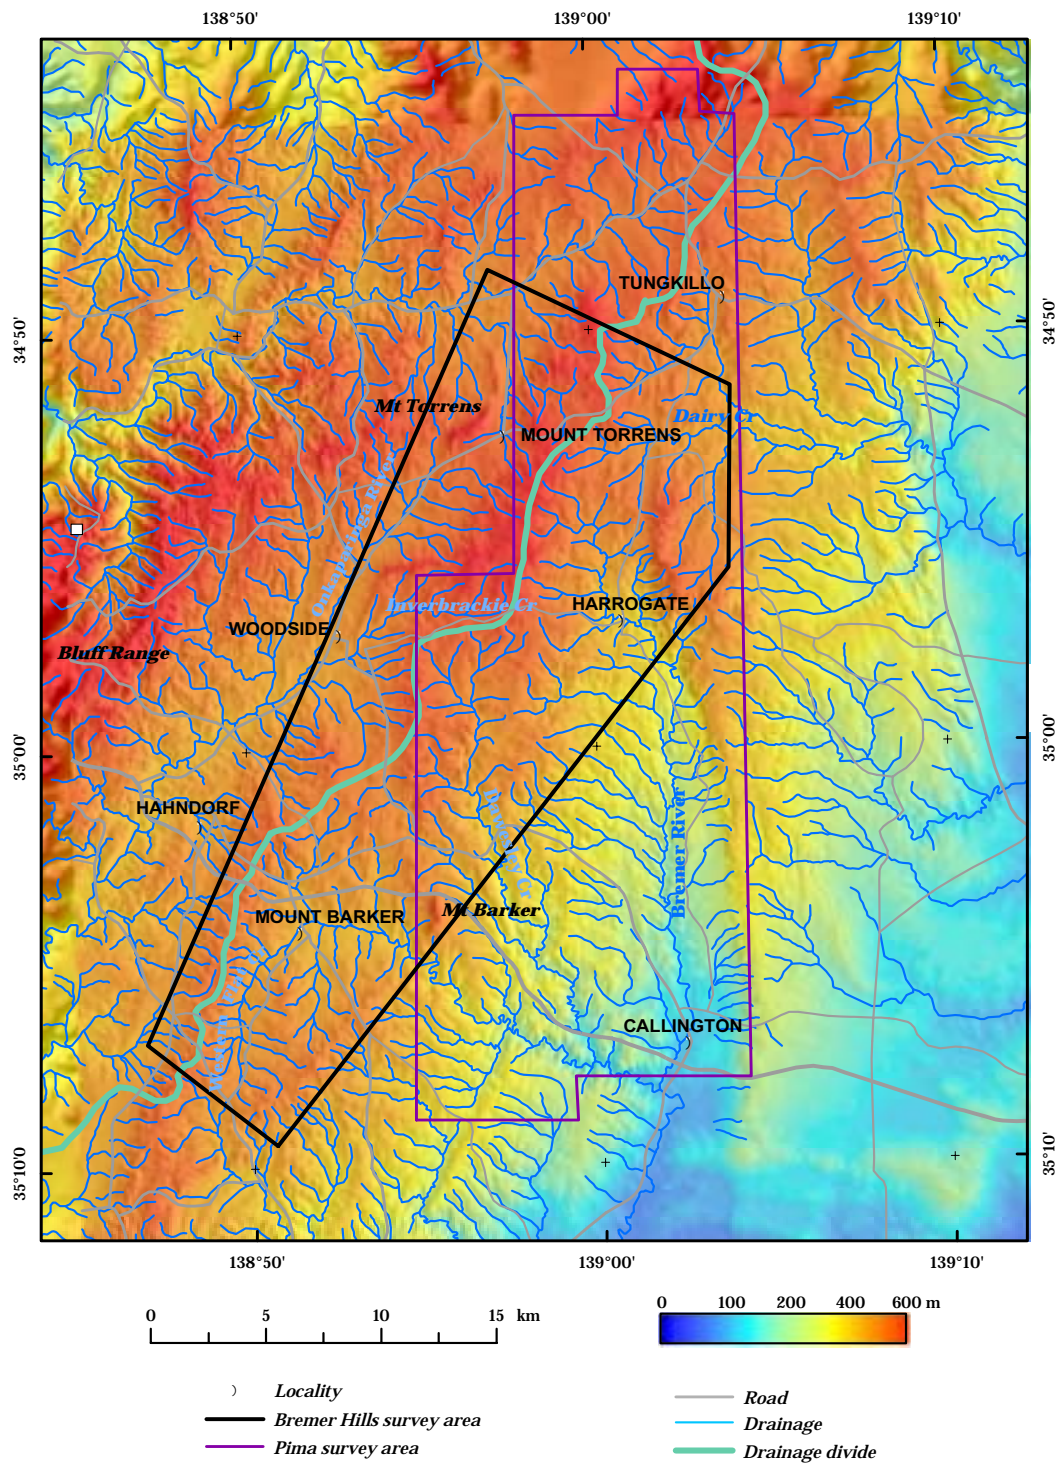 138°50' 139°00' 139°10'
TUNGKILLO
34°50' 34°50'
Mt Torrens
Dairy Cr
MOUNT TORRENS
Onkaparinga River
Inverbrackie Cr
HARROGATE
WOODSIDE
Bluff Range
35°00' 35°00'
HAHNDORF
Bremer River
Mt Barker
MOUNT BARKER
CALLINGTON
35°10'0 35°10'
138°50' 139°00' 139°10'
0 5 10 15 km
0 100 200 400 600 m
Locality
Bremer Hills survey area
Pima survey area
Road
Drainage
Drainage divide